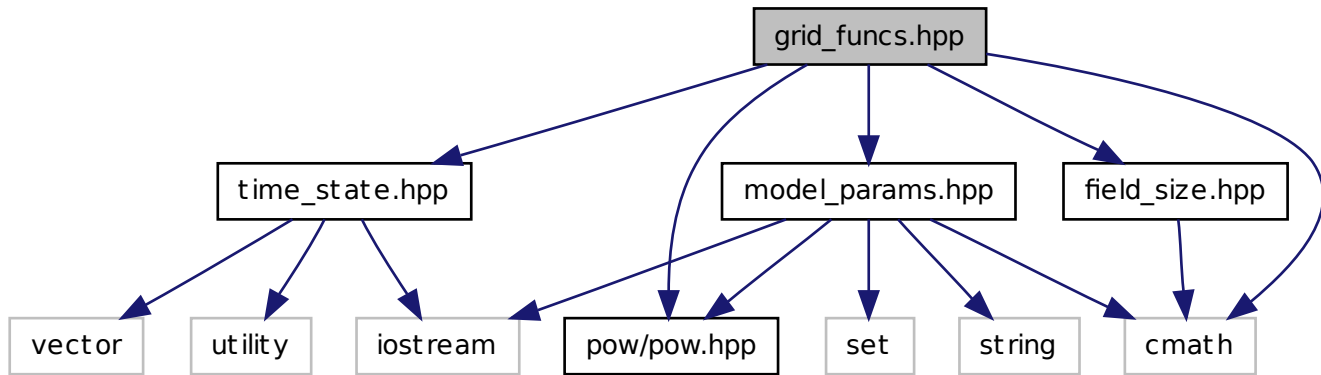 grid_funcs.hpp
time_state.hpp
model_params.hpp
field_size.hpp
vector
utility
iostream
pow/pow.hpp
set
string
cmath